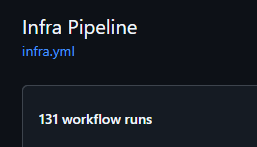 Infra Pipeline
infra.yml
131 workflow runs